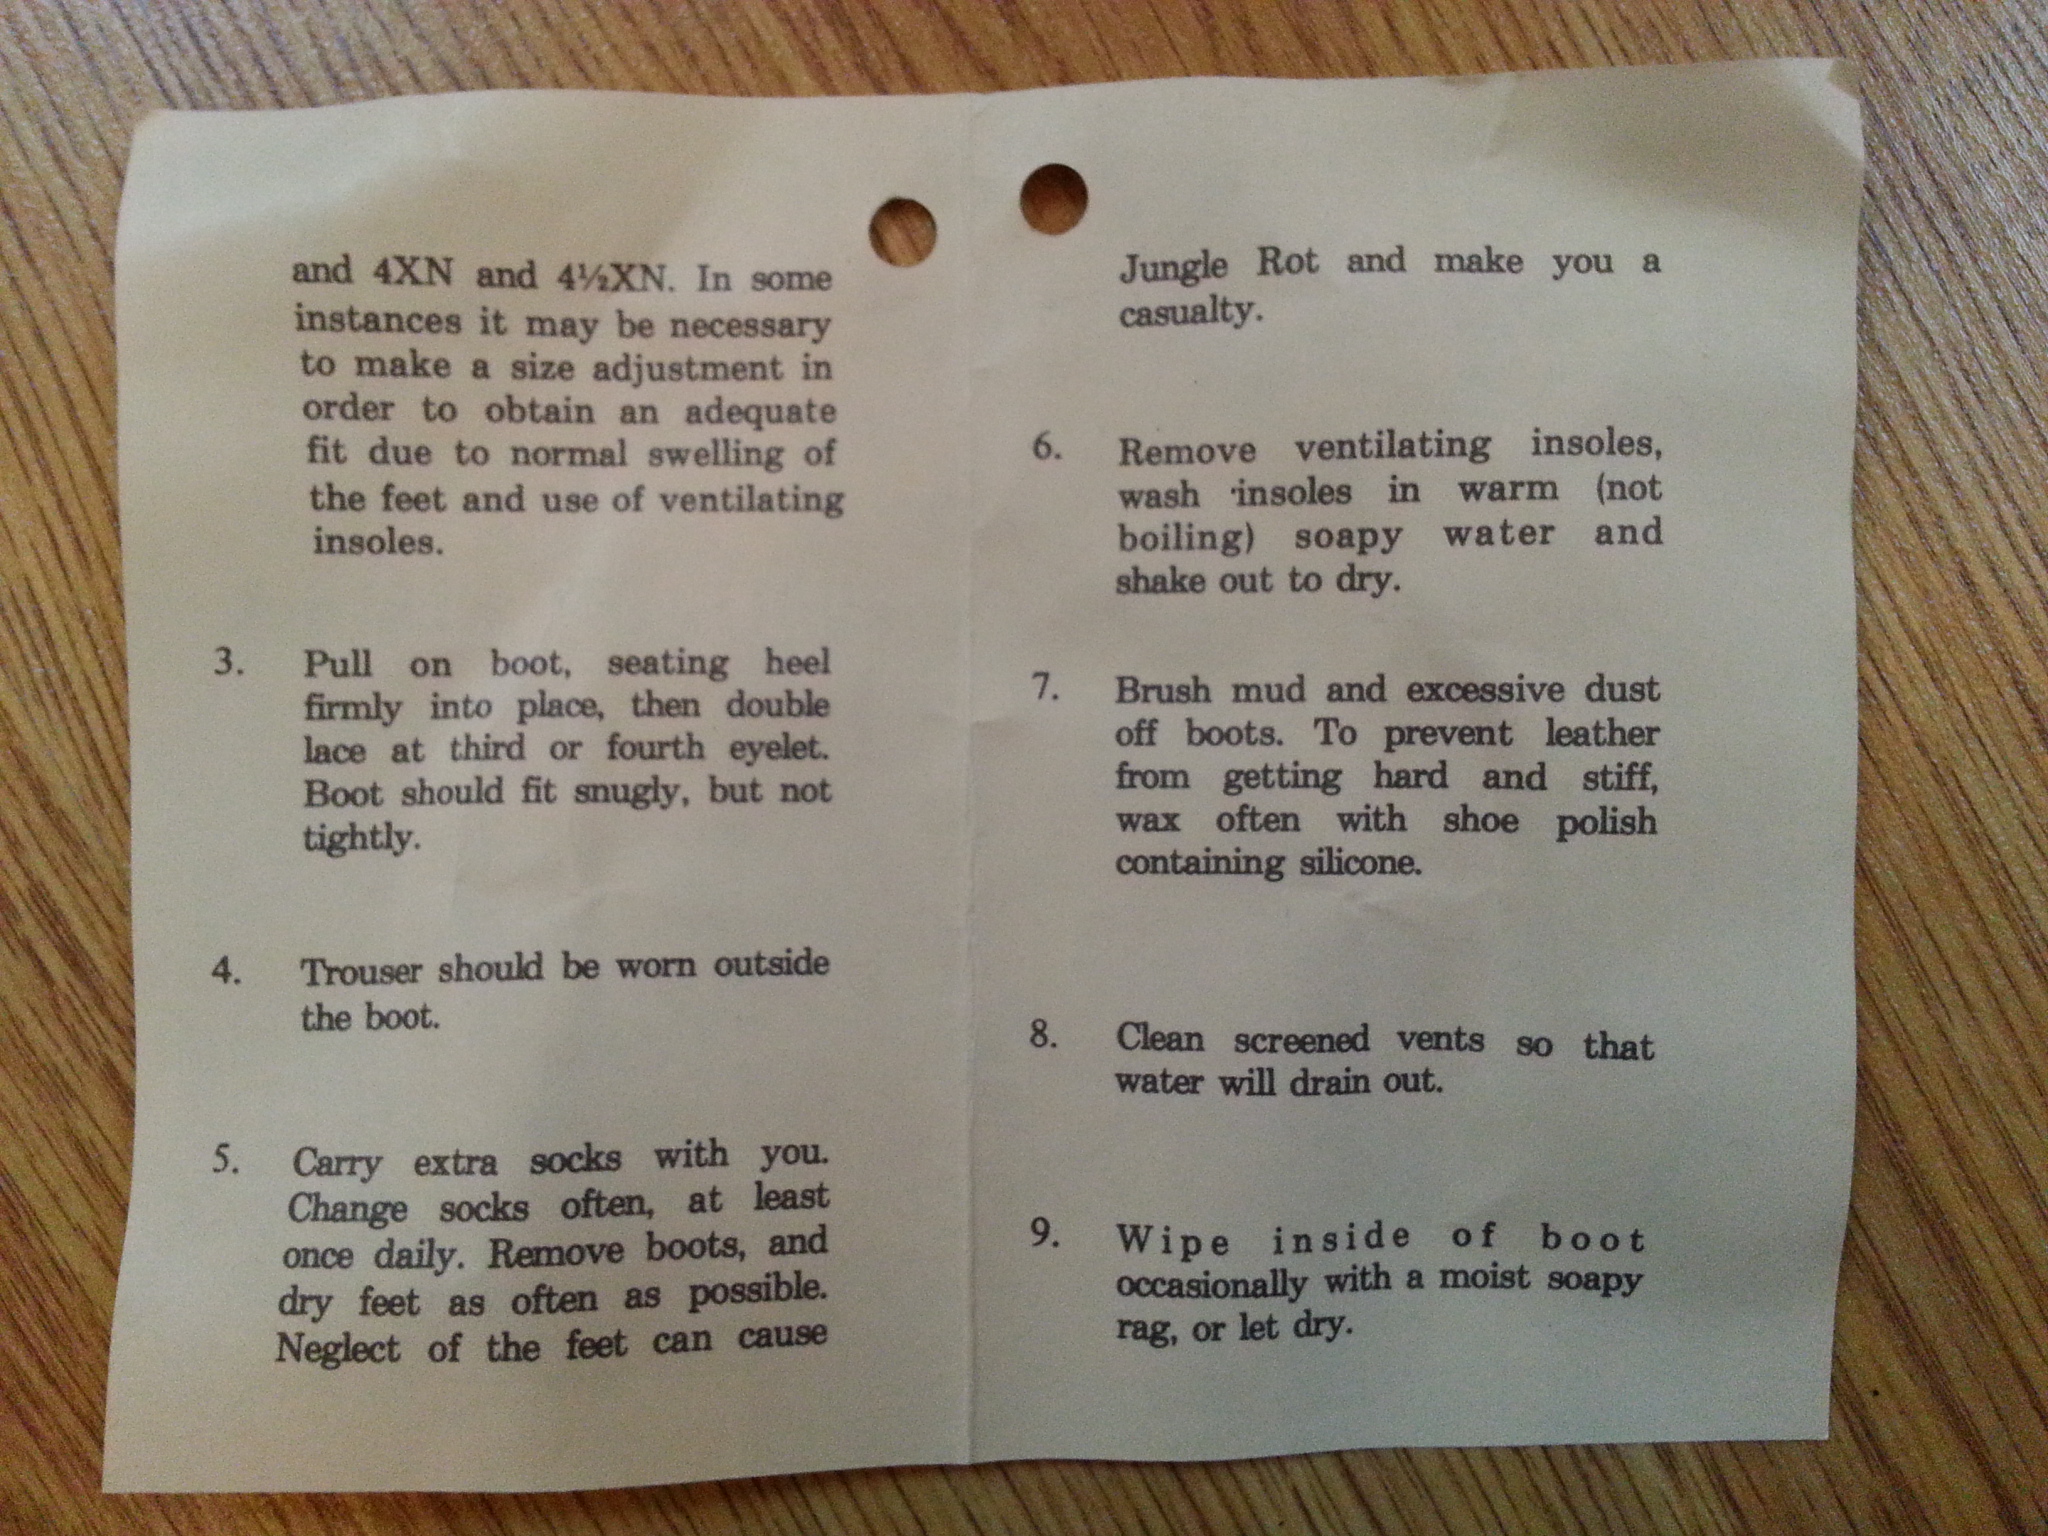 and 4XN and 4½XN. In some
instances it may be necessary
to make a size adjustment in
order to obtain an adequate
fit due to normal swelling of
the feet and use of ventilating
insoles.
3. Pull on boot, seating heel
firmly into place, then double
lace at third or fourth eyelet.
Boot should fit snugly, but not
tightly.
4. Trouser should be worn outside
the boot.
5. Carry extra socks with you.
Change socks often, at least
once daily. Remove boots, and
dry feet as often as possible.
Neglect of the feet can cause
Jungle Rot and make you a
casualty.
6. Remove ventilating insoles,
wash insoles in warm (not
boiling) soapy water and
shake out to dry.
7. Brush mud and excessive dust
off boots. To prevent leather
from getting hard and stiff,
wax often with shoe polish
containing silicone.
8. Clean screened vents so that
water will drain out.
9. Wipe inside of boot
occasionally with a moist soapy
rag, or let dry.